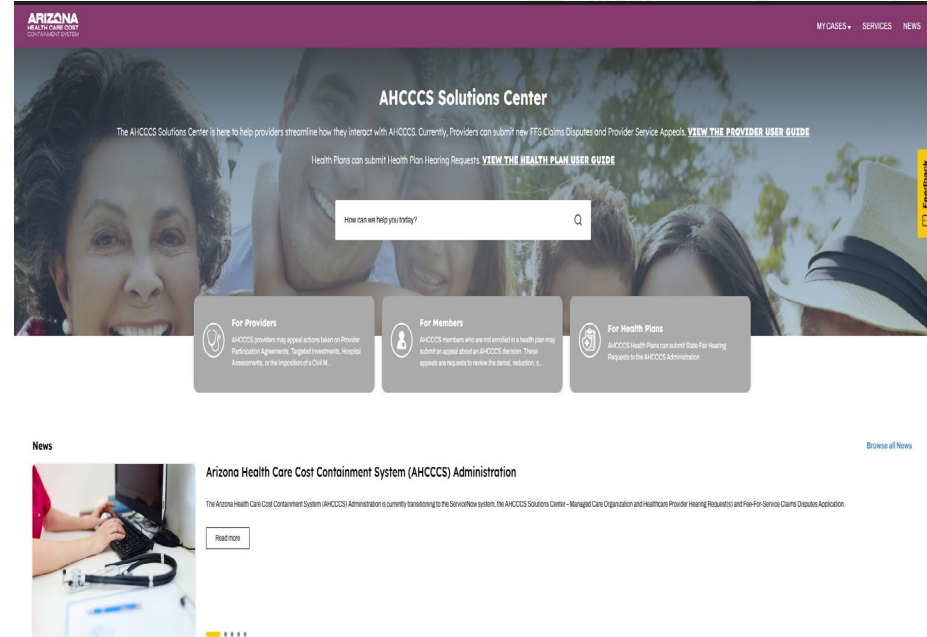 ARIZONA
HEALTH CARE COST
CONTAINMENT SYSTEM
MY CASES
SERVICES
NEWS
AHCCCS Solutions Center
The AHCCCS Solutions Center is here to help providers streamline how they interact with AHCCCS. Currently, Providers can submit new FFS Claims Disputes and Provider Service Appeals. VIEW THE PROVIDER USER GUIDE
Health Plans can submit Health Plan Hearing Requests. VIEW THE HEALTH PLAN USER GUIDE
Feedback
How can we help you today?
For Providers
AHCCCS providers may appeal actions taken on Provider
Participation Agreements, Targeted Investments, Hospital
Assessments, or the Imposition of a Civil M...
For Members
AHCCCS members who are not enrolled in a health plan may
submit an appeal about an AHCCCS decision. These
appeals are requests to review the denial, reduction, s...
For Health Plans
AHCCCS Health Plans can submit State Fair Hearing
Requests to the AHCCCS Administration
News
Browse all News
Arizona Health Care Cost Containment System (AHCCCS) Administration
The Arizona Health Care Cost Containment System (AHCCCS) Administration is currently transitioning to the ServiceNow system, the AHCCCS Solutions Center – Managed Care Organization and Healthcare Provider Hearing Request(s) and Fee-For-Service Claims Disputes Application.
Read more